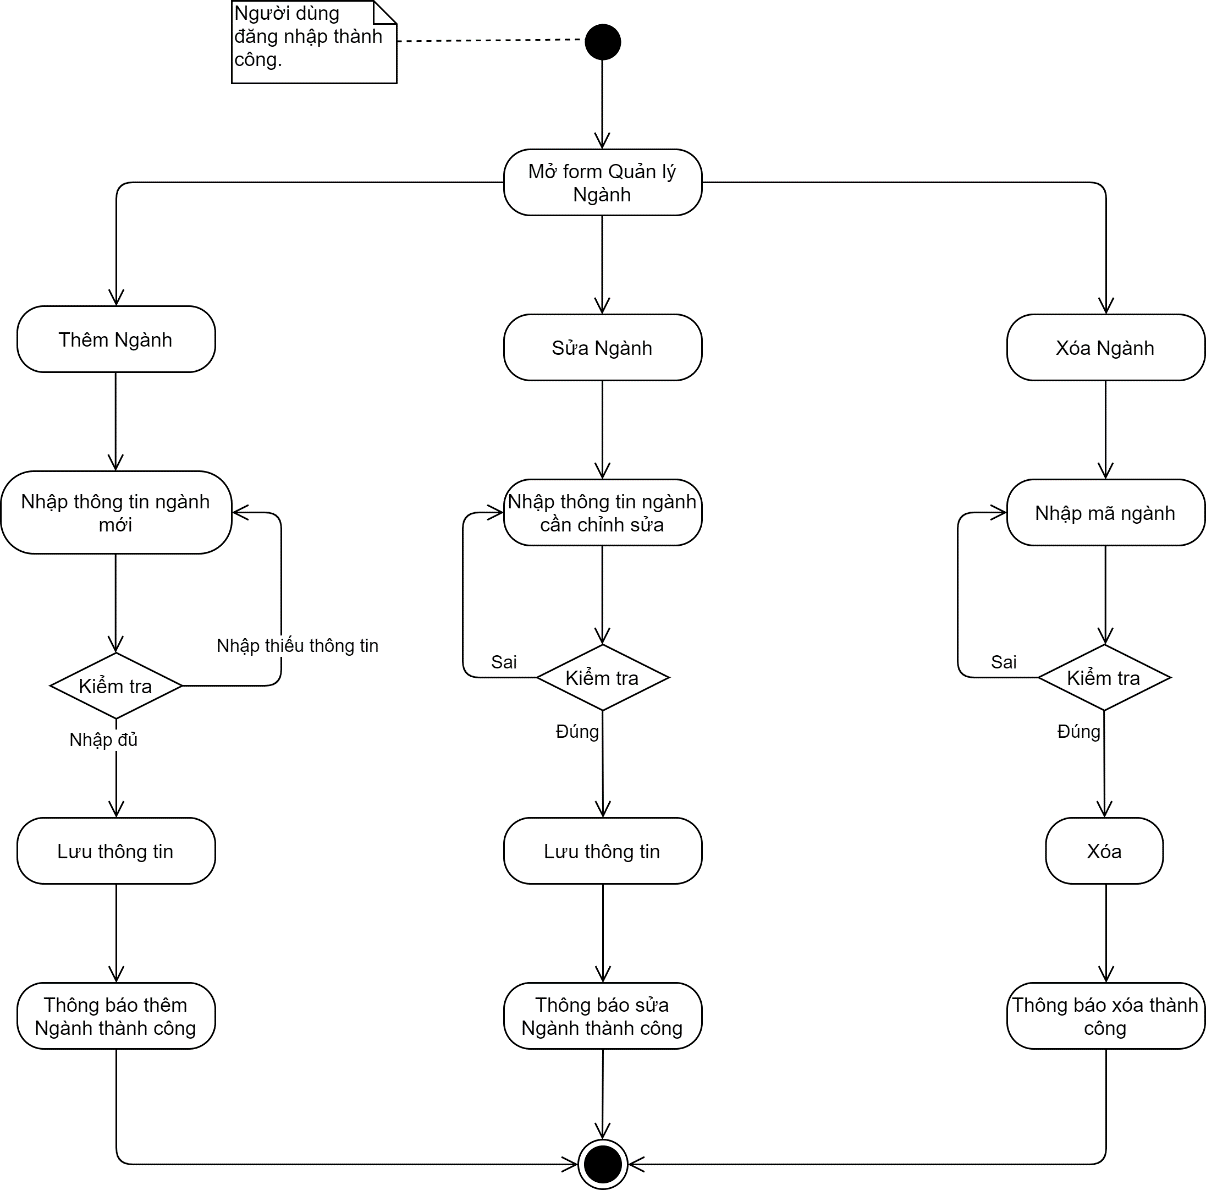 Người dùng
đăng nhập thành
công.
Mở form Quản lý
Ngành
Thêm Ngành
Sửa Ngành
Xóa Ngành
Nhập thông tin ngành
mới
Nhập thông tin ngành
cần chỉnh sửa
Nhập mã ngành
Nhập thiếu thông tin
Sai
Sai
Kiểm tra
Kiểm tra
Kiểm tra
Nhập đủ
Đúng
Đúng
Lưu thông tin
Lưu thông tin
Xóa
Thông báo thêm
Ngành thành công
Thông báo sửa
Ngành thành công
Thông báo xóa thành
công